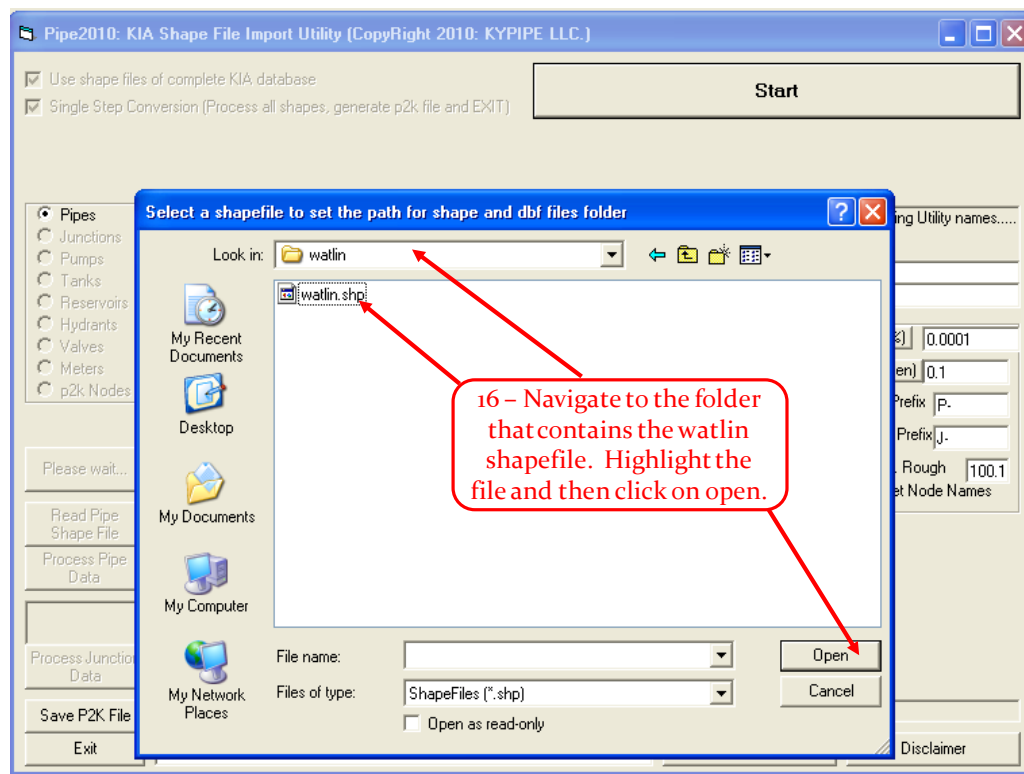 Pipe2010: KIA Shape File Import Utility (CopyRight 2010: KYPIPE LLC.)
Use shape files of complete KIA database
Single Step Conversion (Process all shapes, generate p2k file and EXIT)
Start
Pipes
Junctions
Pumps
Tanks
Reservoirs
Hydrants
Valves
Meters
p2k Nodes
Please wait...
Read Pipe
Shape File
Process Pipe
Data
Process Junction
Data
Save P2K File
Exit
Select a shapefile to set the path for shape and dbf files folder
Look in:
watlin
watlin.shp
My Recent
Documents
Desktop
My Documents
My Computer
My Network
Places
16 – Navigate to the folder
that contains the watlin
shapefile. Highlight the
file and then click on open.
File name:
Open
Files of type:
ShapeFiles (*.shp)
Cancel
Open as read-only
ing Utility names.....
%)
0.0001
en)
0.1
Prefix
P-
Prefix
J-
. Rough
100.1
et Node Names
Disclaimer